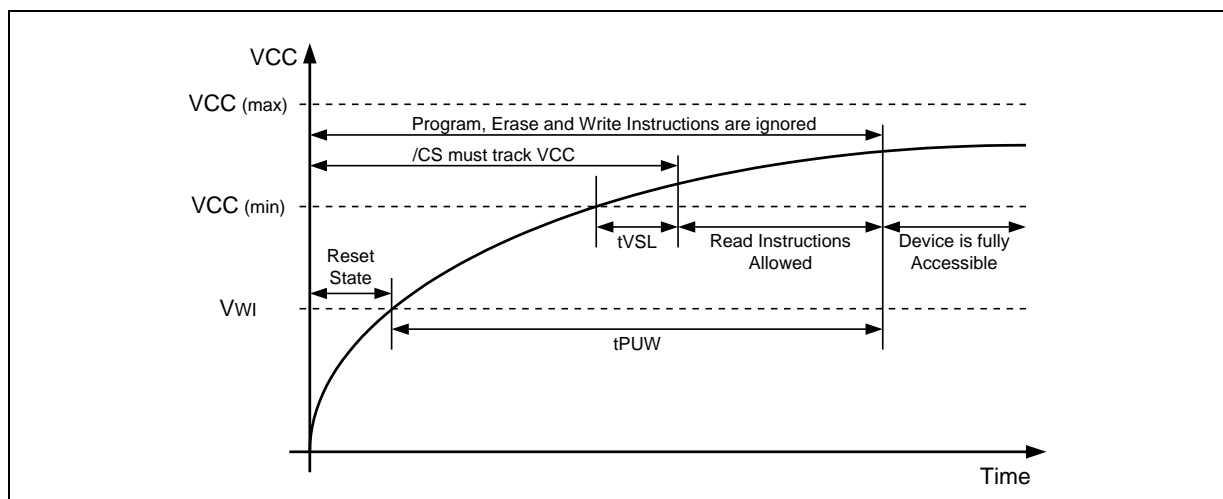 VCC
VCC (max)
Program, Erase and Write Instructions are ignored
/CS must track VCC
VCC (min)
tVSL
Read Instructions
Allowed
Device is fully
Accessible
Reset
State
VWI
tPUW
Time